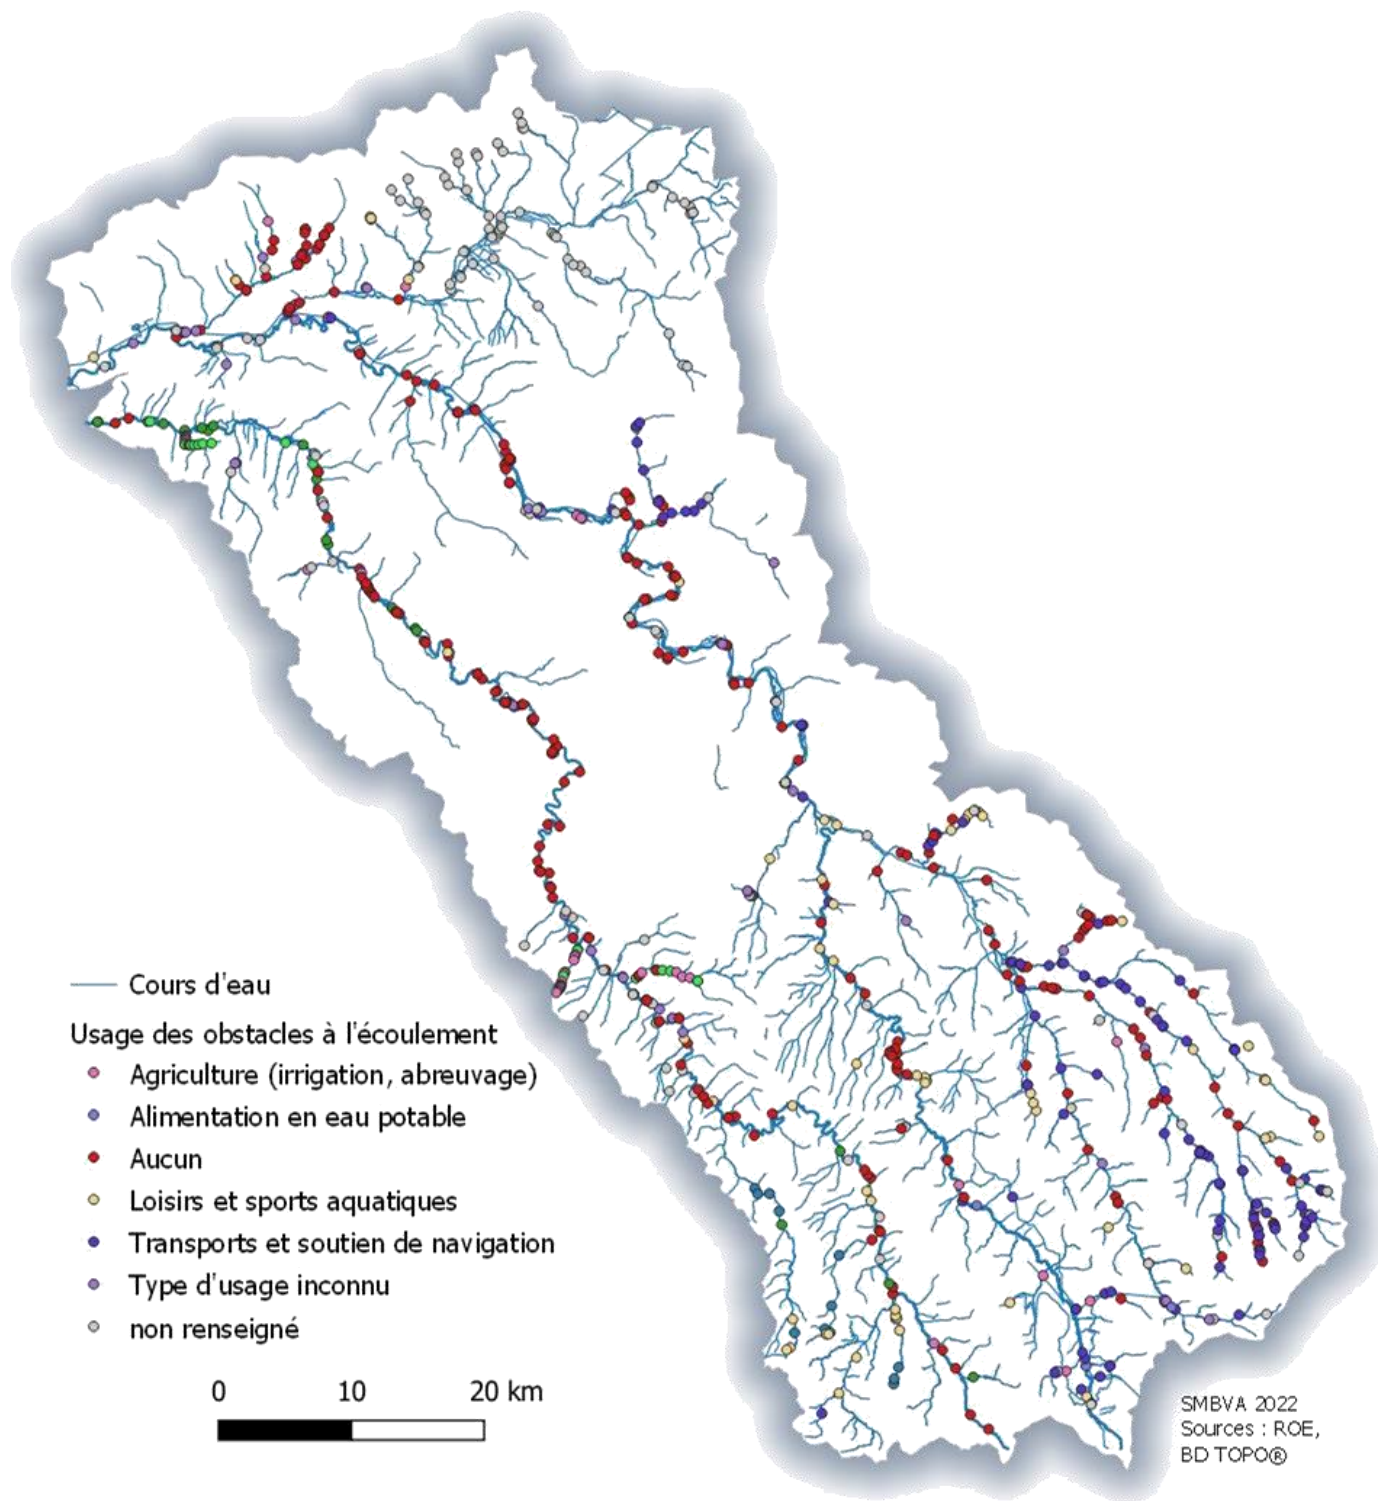 Cours d'eau
Usage des obstacles à l'écoulement
Agriculture (irrigation, abreuvage)
Alimentation en eau potable
Aucun
Loisirs et sports aquatiques
Transports et soutien de navigation
Type d'usage inconnu
non renseigné
0 10 20 km
SMBVA 2022
Sources : ROE,
BD TOPO®